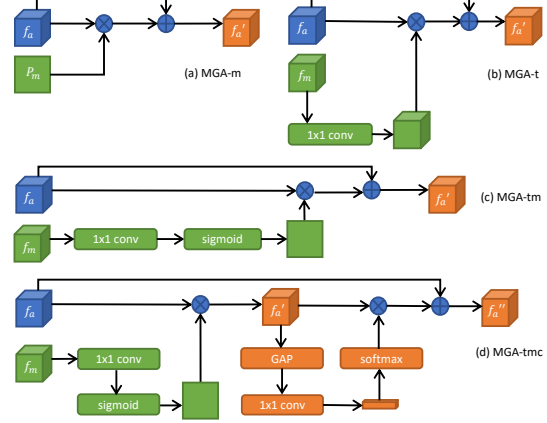 f_a
f_a'
P_m
(a) MGA-m
f_a
f_a'
f_m
(b) MGA-t
1x1 conv
f_a
f_a'
(c) MGA-tm
f_m
1x1 conv
sigmoid
f_a
f_a'
f_a''
f_m
1x1 conv
GAP
softmax
(d) MGA-tmc
sigmoid
1x1 conv